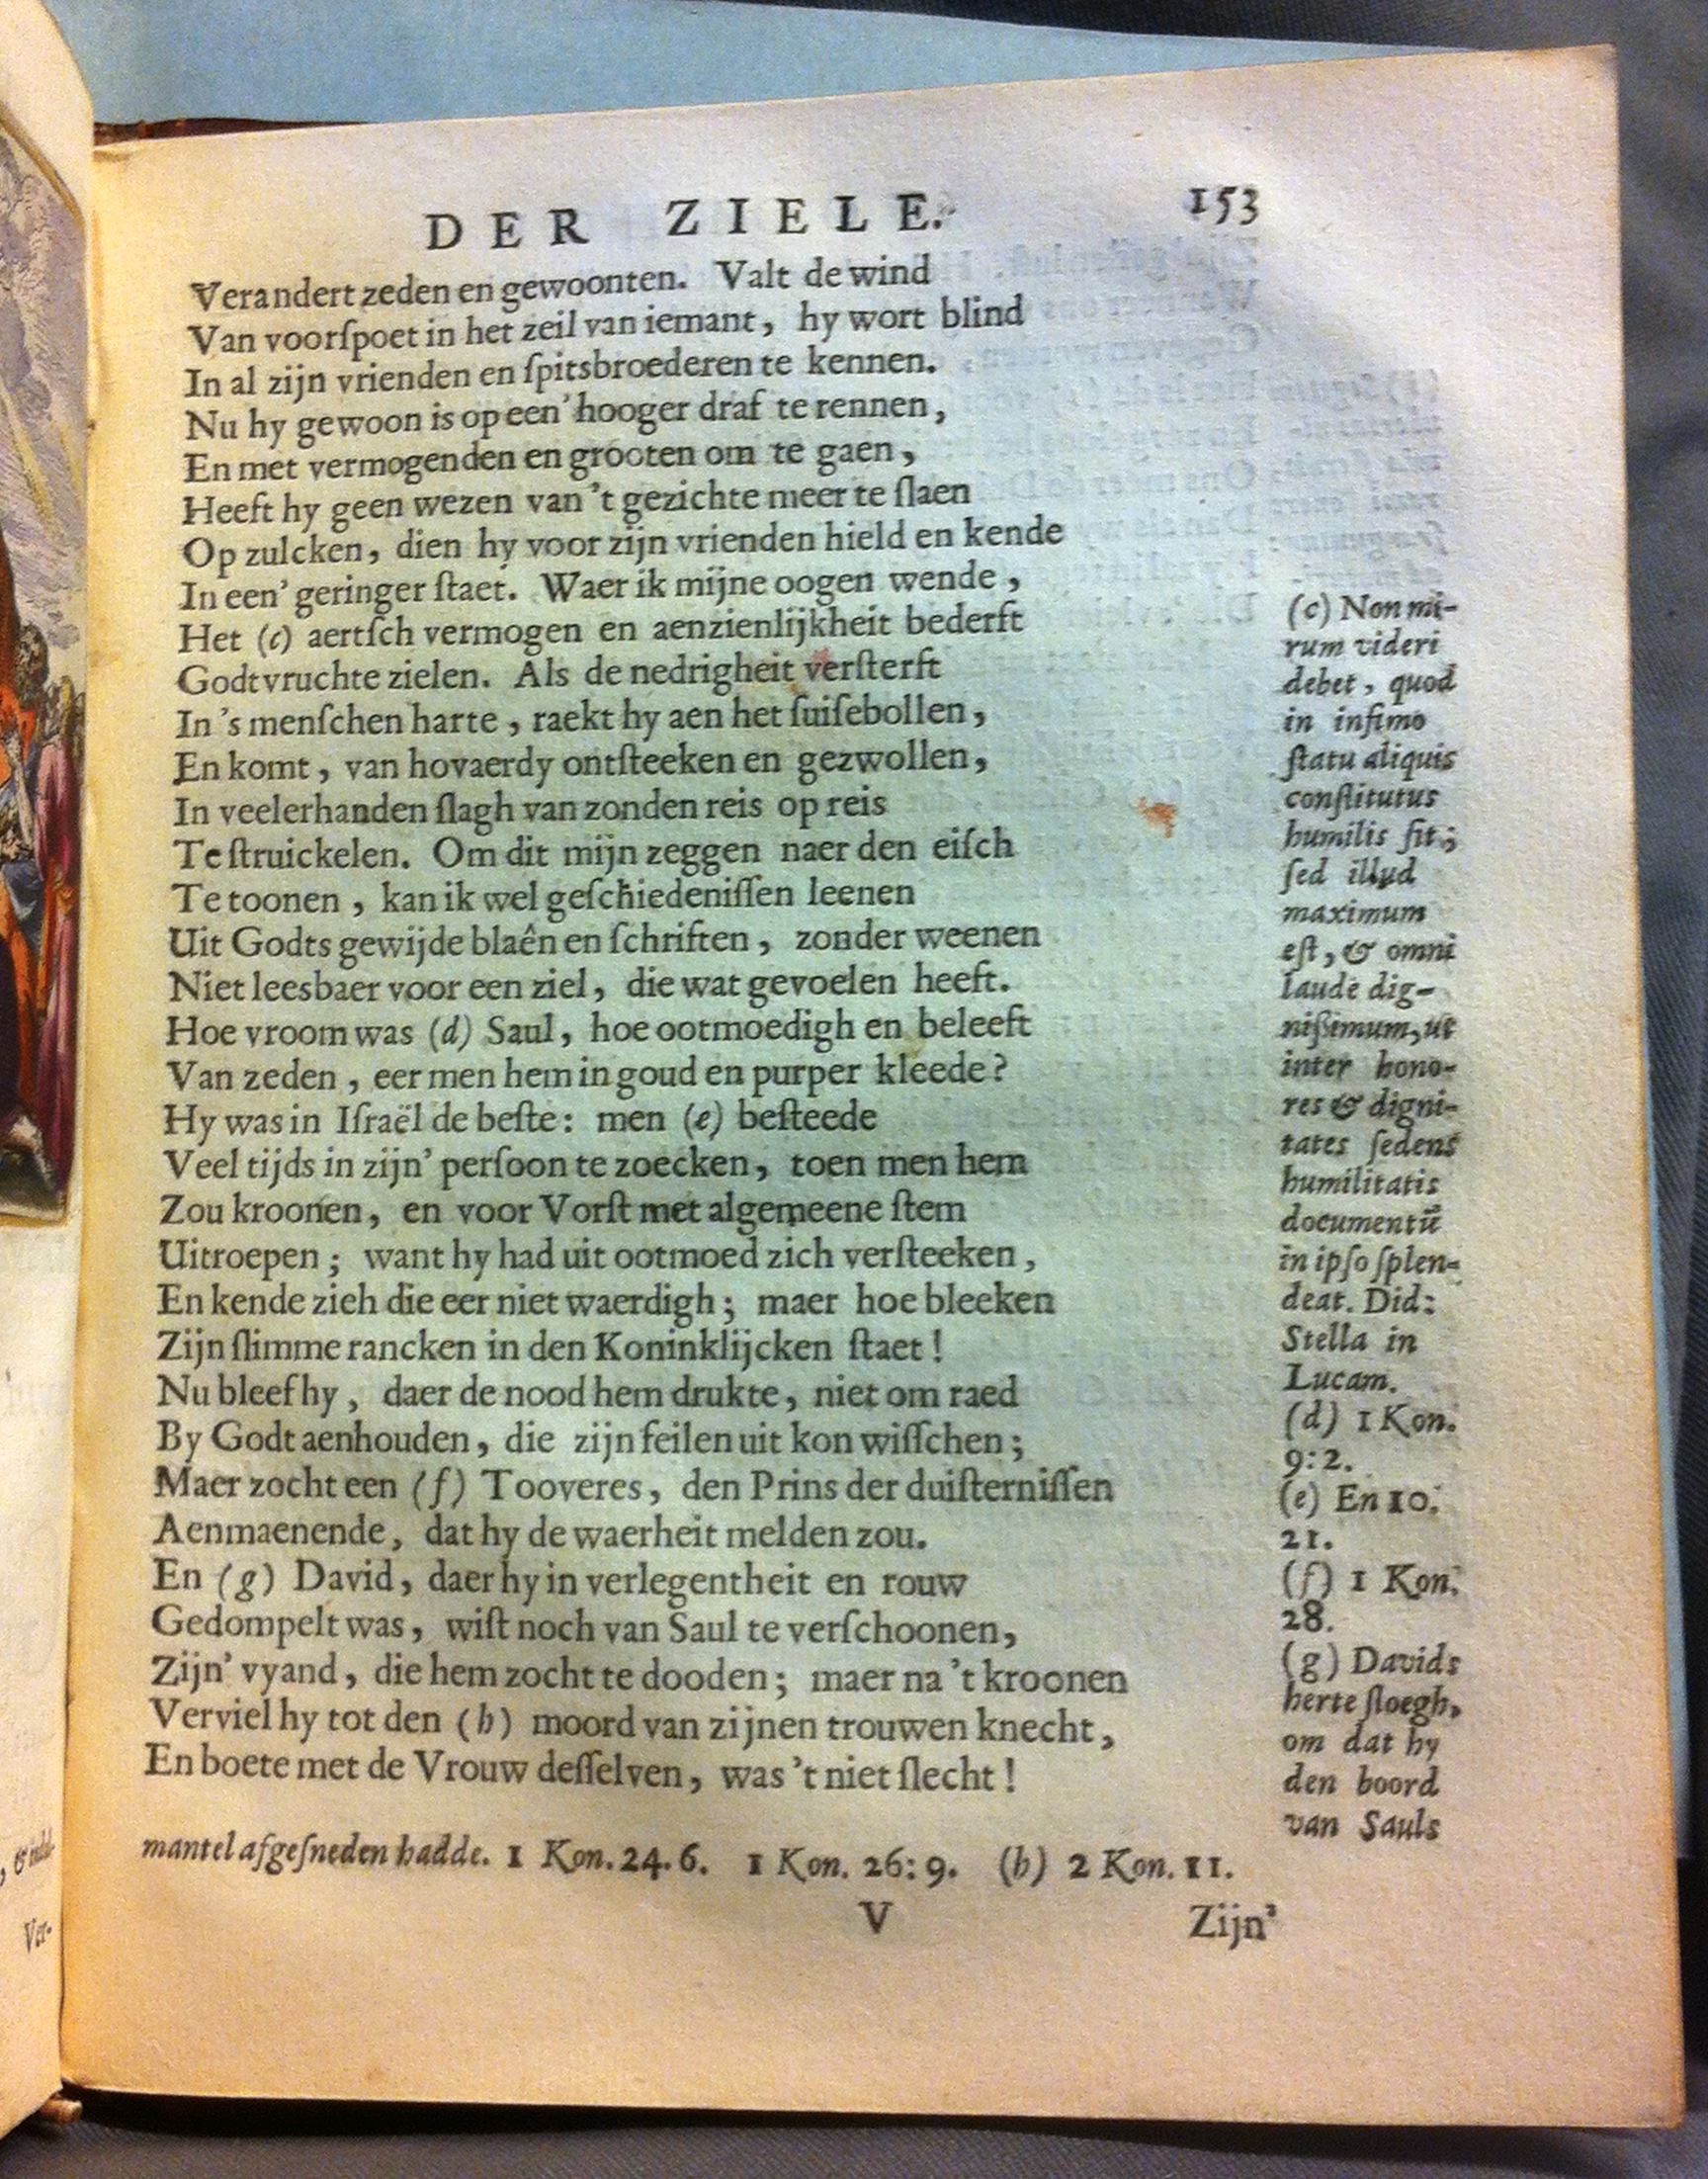 DER ZIELE. 153
Verandert zeden en gewoonten. Valt de wind
Van voorſpoet in het zeil van iemant, hy wort blind
In al zijn vrienden en ſpitsbroederen te kennen.
Nu hy gewoon is op een' hooger draf te rennen,
En met vermogenden en grooten om te gaen,
Heeft hy geen wezen van 't gezichte meer te ſlaen
Op zulcken, dien hy voor zijn vrienden hield en kende
In een' geringer ſtaet. Waer ik mijne oogen wende,
Het (c) aertſch vermogen en aenzienlijkheit bederft
Godtvruchte zielen. Als de nedrigheit verſterft
In 's menſchen harte, raekt hy aen het ſuiſebollen,
En komt, van hovaerdy ontſteeken en gezwollen,
In veelerhanden ſlagh van zonden reis op reis
Te ſtruickelen. Om dit mijn zeggen naer den eiſch
Te toonen, kan ik wel geſchiedeniſſen leenen
Uit Godts gewijde blaên en ſchriften, zonder weenen
Niet leesbaer voor een ziel, die wat gevoelen heeft.
Hoe vroom was (d) Saul, hoe ootmoedigh en beleeft
Van zeden, eer men hem in goud en purper kleede?
Hy was in Iſraël de beſte: men (e) beſteede
Veel tijds in zijn' perſoon te zoecken, toen men hem
Zou kroonen, en voor Vorſt met algemeene ſtem
Uitroepen; want hy had uit ootmoed zich verſteeken,
En kende zich die eer niet waerdigh; maer hoe bleeken
Zijn ſlimme rancken in den Koninklijcken ſtaet!
Nu bleef hy, daer de nood hem drukte, niet om raed
By Godt aenhouden, die zijn feilen uit kon wiſſchen;
Maer zocht een (f) Tooveres, den Prins der duiſterniſſen
Aenmaenende, dat hy de waerheit melden zou.
En (g) David, daer hy in verlegentheit en rouw
Gedompelt was, wiſt noch van Saul te verſchoonen,
Zijn' vyand, die hem zocht te dooden; maer na 't kroonen
Verviel hy tot den (h) moord van zijnen trouwen knecht,
En boete met de Vrouw deſſelven, was 't niet ſlecht!
(c) Non mi-
rum videri
debet, quod
in infimo
ſtatu aliquis
conſtitutus
humilis ſit;
ſed illud
maximum
eſt, & omni
laude dig-
niſſimum, ut
inter hono-
res & digni-
tates ſedens
humilitatis
documentū
in ipſo ſplen-
deat. Did:
Stella in
Lucam.
(d) 1 Kon.
9:2.
(e) En 10.
21.
(f) 1 Kon.
28.
(g) Davids
herte ſloegh,
om dat hy
den boord
van Sauls
mantel afgeſneden hadde. 1 Kon. 24. 6. 1 Kon. 26: 9. (h) 2 Kon. 11.
V Zijn'
Ver-